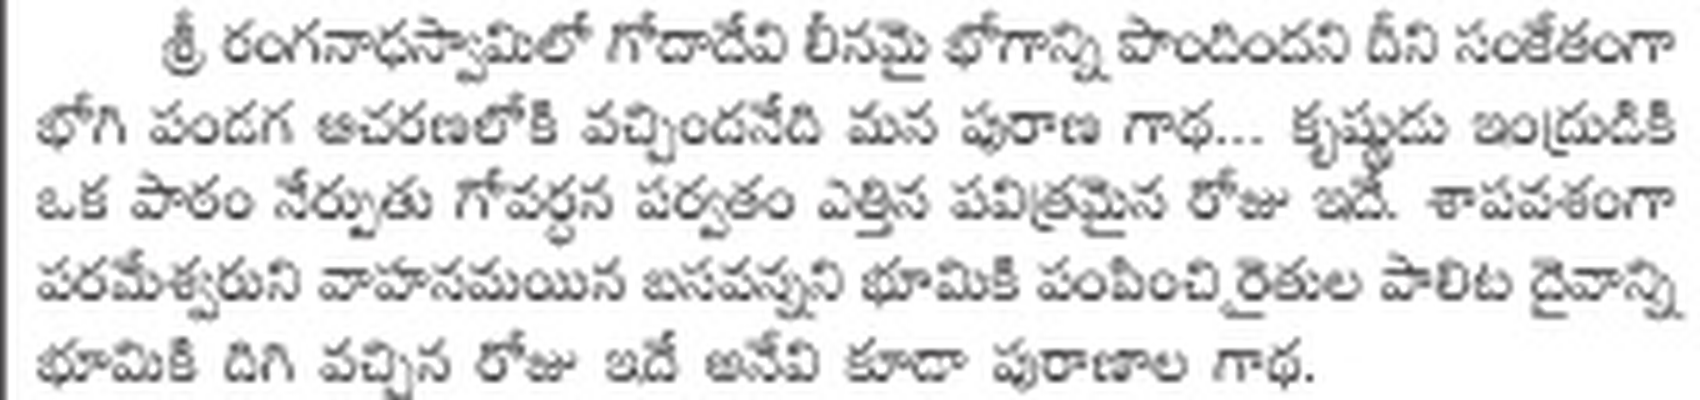 శ్రీ రంగనాధస్వామిలో గోదాదేవి లీనమై భోగాన్ని పొందిందని దీని సంకేతంగా
భోగి పండగ ఆచరణలోకి వచ్చిందనేది మన పురాణ గాథ... కృష్ణుడు ఇంద్రుడికి
ఒక పాఠం నేర్పుతు గోవర్ధన పర్వతం ఎత్తిన పవిత్రమైన రోజు ఇదే. శాపవశంగా
పరమేశ్వరుని వాహనమయిన బసవన్నని భూమికి పంపించి రైతుల పాలిట దైవాన్ని
భూమికి దిగి వచ్చిన రోజు ఇదే అనేవి కూడా పురాణాల గాథ.